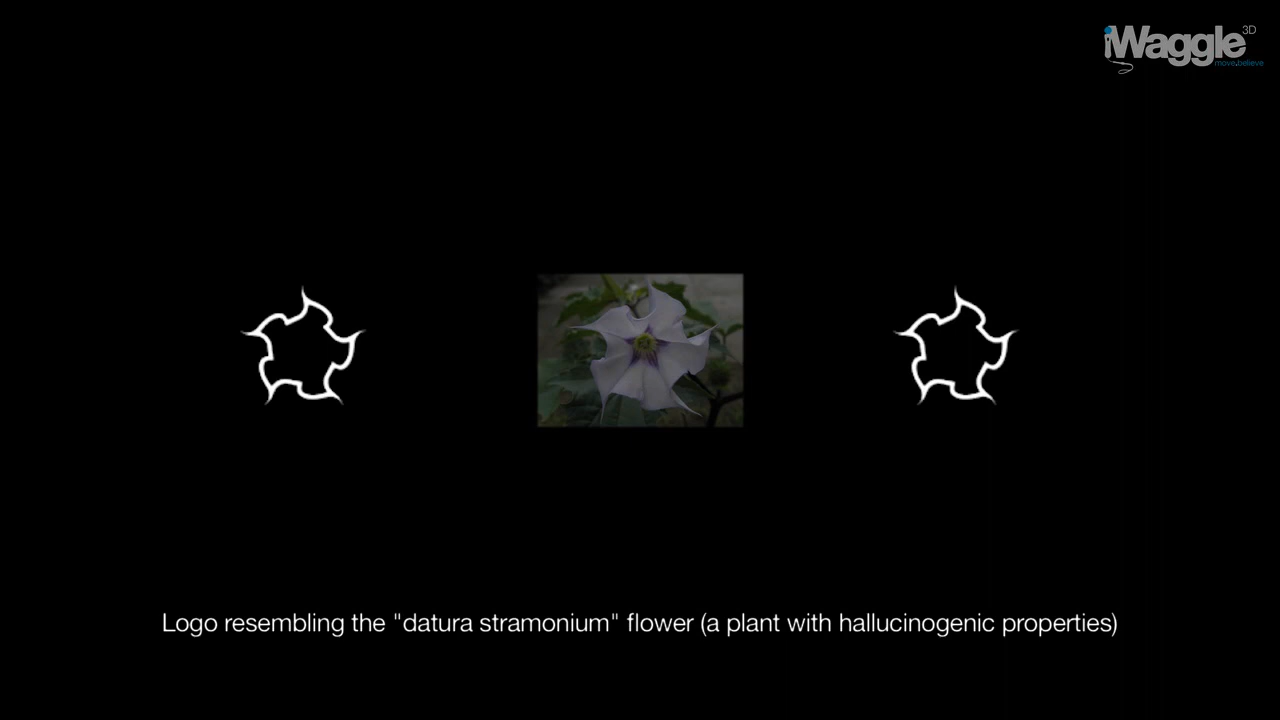 iWaggle 3D
move.believe
Logo resembling the "datura stramonium" flower (a plant with hallucinogenic properties)